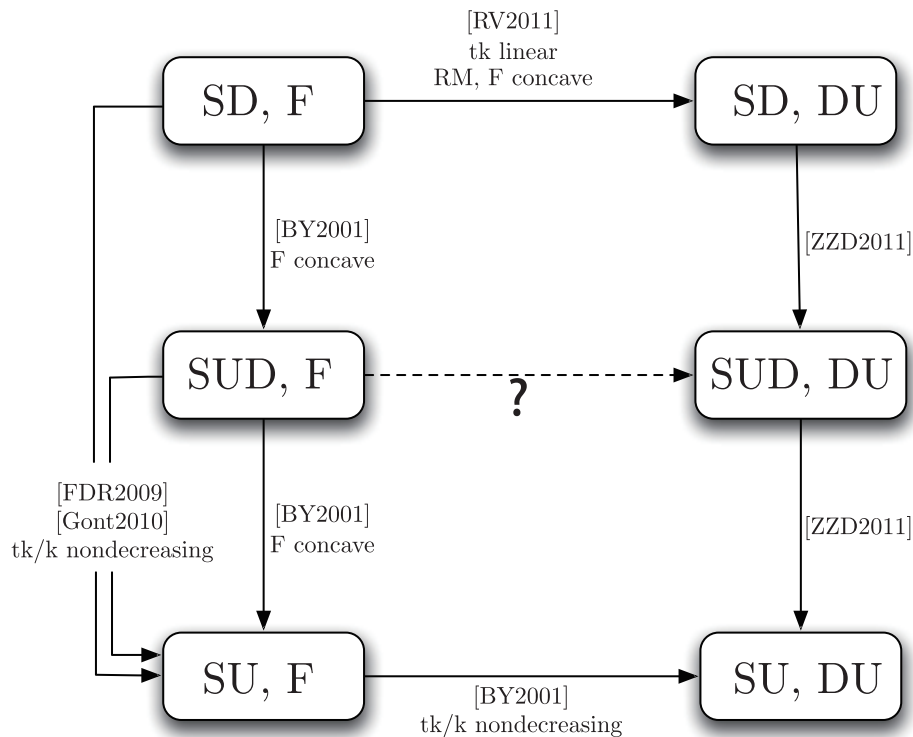 [RV2011]
tk linear
RM, F concave
SD, F
SD, DU
[BY2001]
F concave
[ZZD2011]
SUD, F
SUD, DU
?
[FDR2009]
[Gont2010]
tk/k nondecreasing
[BY2001]
F concave
[ZZD2011]
SU, F
SU, DU
[BY2001]
tk/k nondecreasing